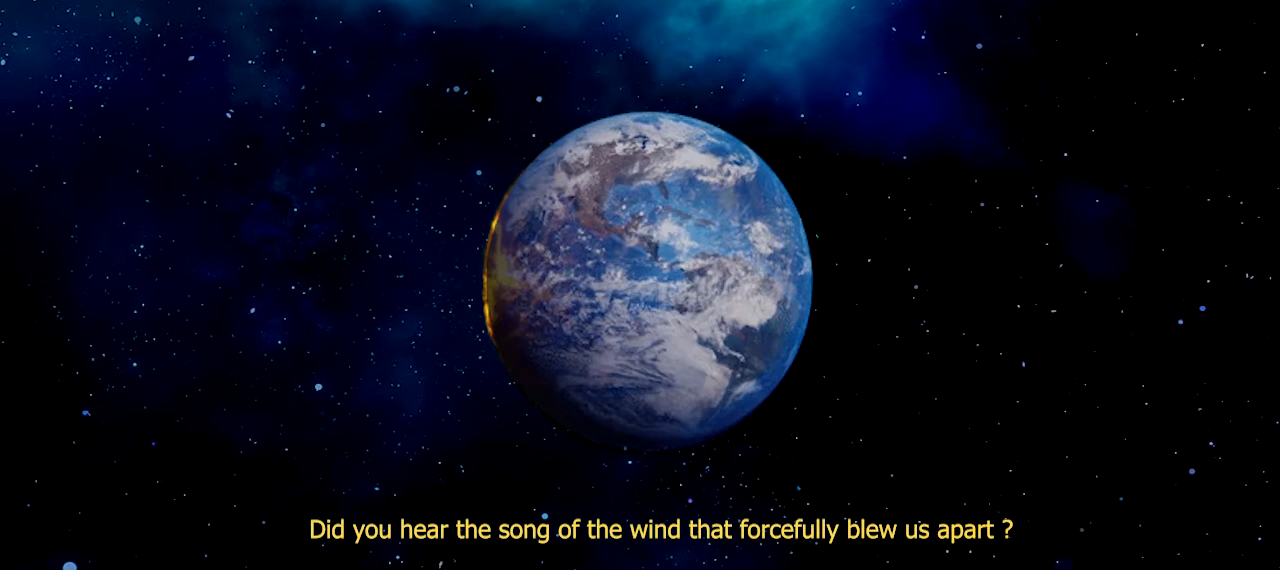 Did you hear the song of the wind that forcefully blew us apart ?